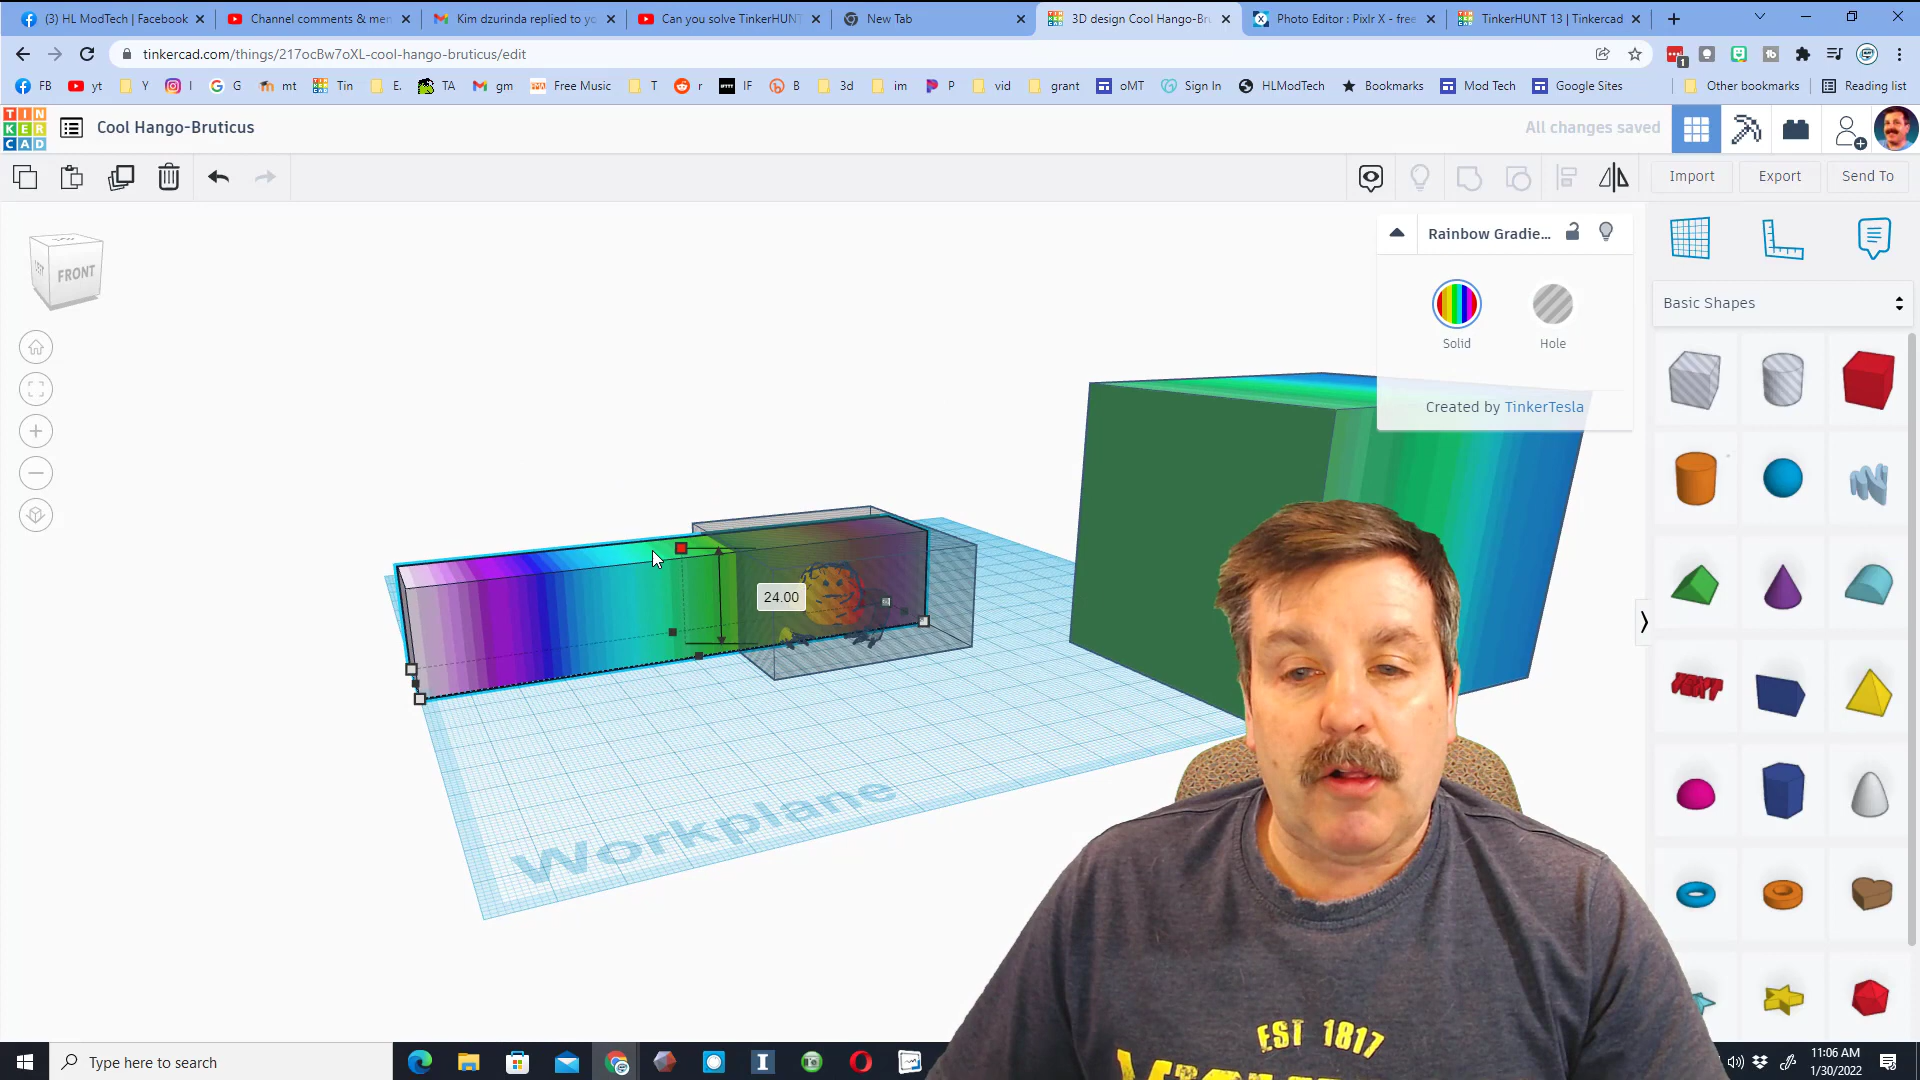 (3) HL ModTech | Facebook
Channel comments & men
Kim dzurinda replied to yo
Can you solve TinkerHUNT
New Tab
3D design Cool Hango-Br
Photo Editor : Pixlr X - free
TinkerHUNT 13 | Tinkercad
tinkercad.com/things/217ocBw7oXL-cool-hango-bruticus/edit
1
FB
yt
Y
I
G
mt
Tin
E.
TA
gm
Free Music
T
r
IF
B
3d
im
P
vid
grant
oMT
Sign In
HLModTech
Bookmarks
Mod Tech
Google Sites
Other bookmarks
Reading list
TIN
KER
CAD
Cool Hango-Bruticus
All changes saved
Import
Export
Send To
FRONT
Rainbow Gradie...
Solid
Hole
Created by TinkerTesla
Basic Shapes
24.00
Workplane
EST 1817
Type here to search
11:06 AM
1/30/2022